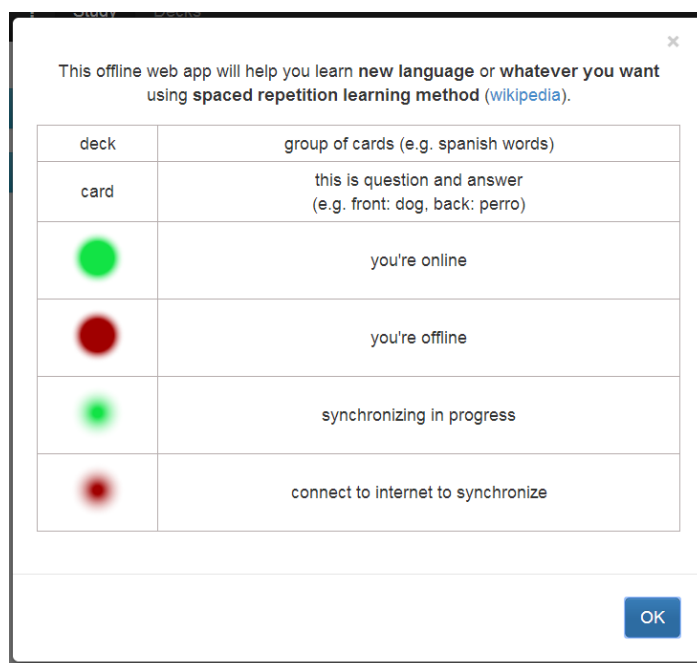 Study Decks
×
This offline web app will help you learn new language or whatever you want
using spaced repetition learning method (wikipedia).
deck group of cards (e.g. spanish words)
card this is question and answer
(e.g. front: dog, back: perro)
you're online
you're offline
synchronizing in progress
connect to internet to synchronize
OK